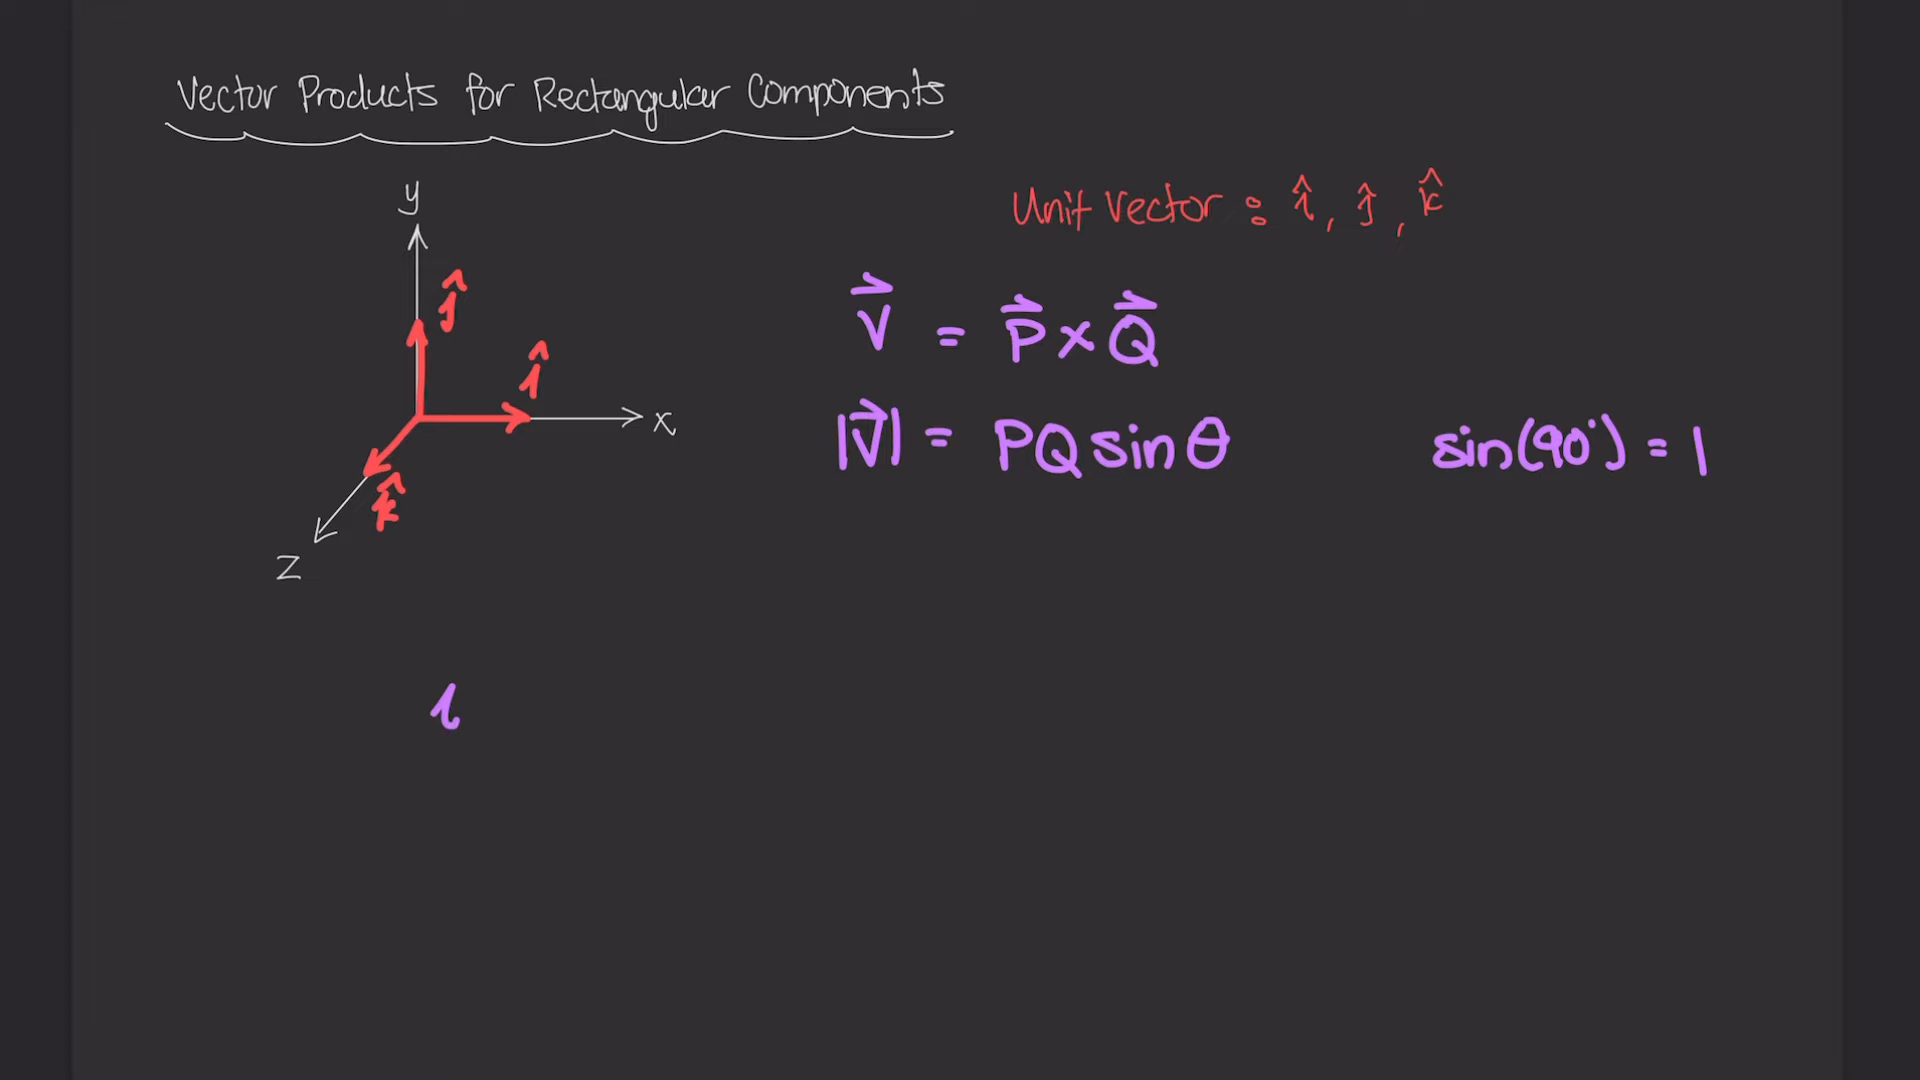 Vector Products for Rectangular Components
y
Unit Vector : î, ĵ, k̂
ĵ
V⃗ = P⃗ × Q⃗
î
x
|V⃗| = PQ sin θ
sin(90°) = 1
k̂
z
i